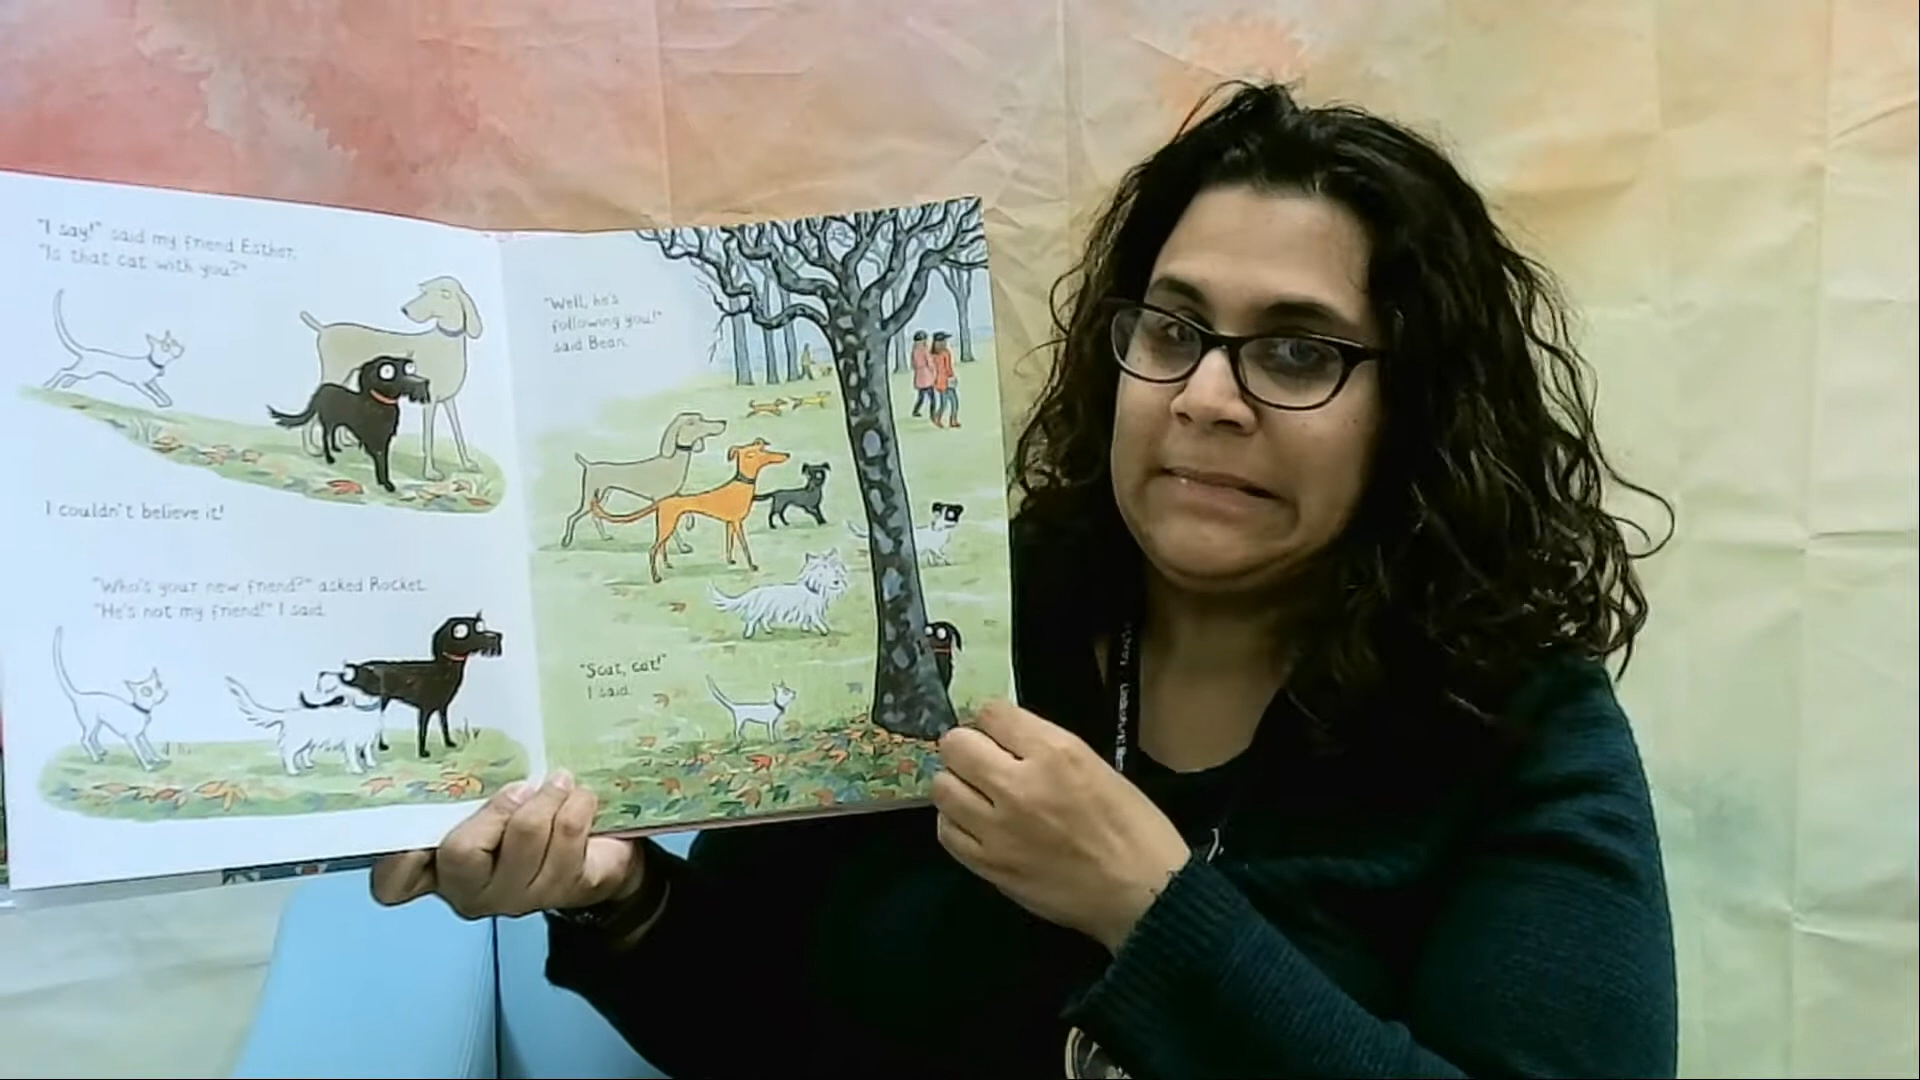 "I say!" said my friend Esther.
"Is that cat with you?"
I couldn't believe it!
"Who's your new friend?" asked Rocket.
"He's not my friend!" I said.
"Well, he's
following you!"
said Bean.
"Scat, cat!"
I said.